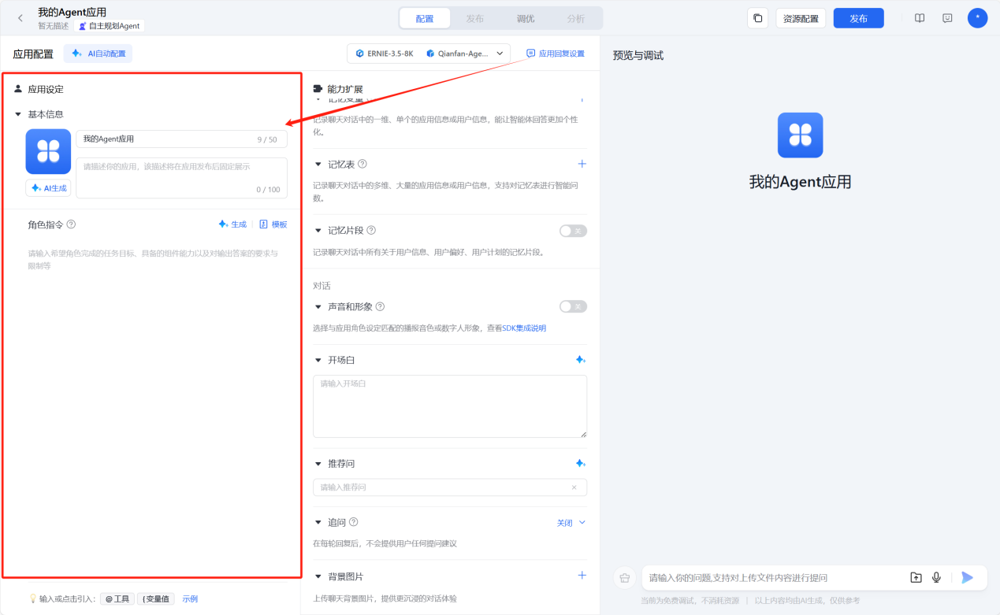 我的Agent应用
暂无描述 自主规划Agent
配置 发布 调优 分析
资源配置 发布
应用配置 AI自动配置
ERNIE-3.5-8K Qianfan-Age... 应用回复设置
预览与调试
应用设定
基本信息
我的Agent应用 9 / 50
请描述你的应用，该描述将在应用发布后固定展示
0 / 100
AI生成
角色指令 生成 模板
请输入希望角色完成的任务目标、具备的组件能力以及对输出答案的要求与
限制等
输入或点击引入： @工具 {变量值 示例
能力扩展
记忆变量
记录聊天对话中的一维、单个的应用信息或用户信息，能让智能体回答更加个性
化。
记忆表
记录聊天对话中的多维、大量的应用信息或用户信息，支持对记忆表进行智能问
数。
记忆片段 关
记录聊天对话中所有关于用户信息、用户偏好、用户计划的记忆片段。
对话
声音和形象 关
选择与应用角色设定匹配的播报音色或数字人形象，查看SDK集成说明
开场白
请输入开场白
推荐问
请输入推荐问
追问 关闭
在每轮回复后，不会提供用户任何提问建议
背景图片
上传聊天背景图片，提供更沉浸的对话体验
我的Agent应用
请输入你的问题,支持对上传文件内容进行提问
当前为免费调试，不消耗资源 | 以上内容均由AI生成，仅供参考